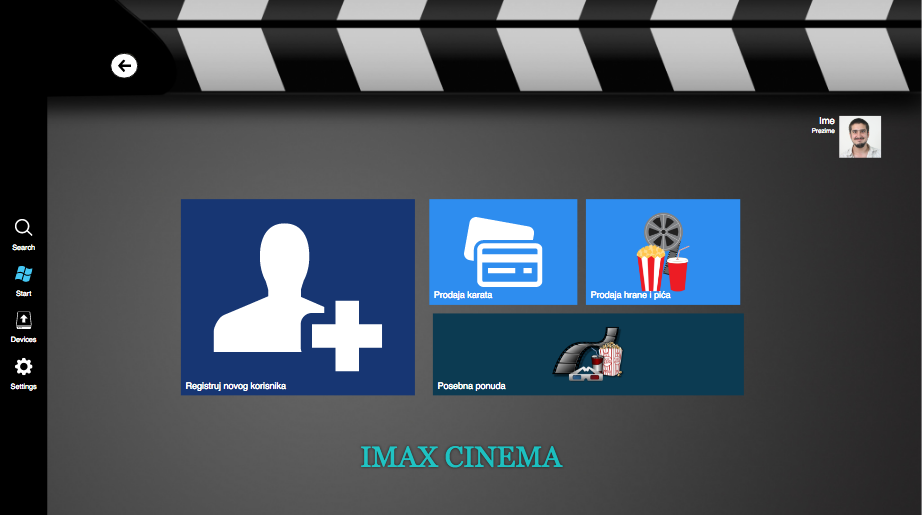 Ime
Prezime
Search
Start
Devices
Settings
Registruj novog korisnika
Prodaja karata
Prodaja hrane i pića
Posebna ponuda
IMAX CINEMA